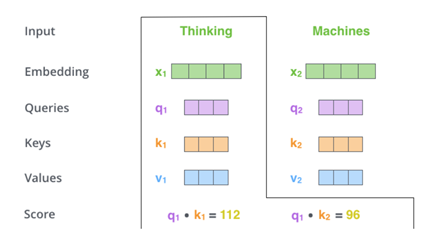 Input Thinking Machines
Embedding x1 x2
Queries q1 q2
Keys k1 k2
Values v1 v2
Score q1 • k1 = 112 q1 • k2 = 96